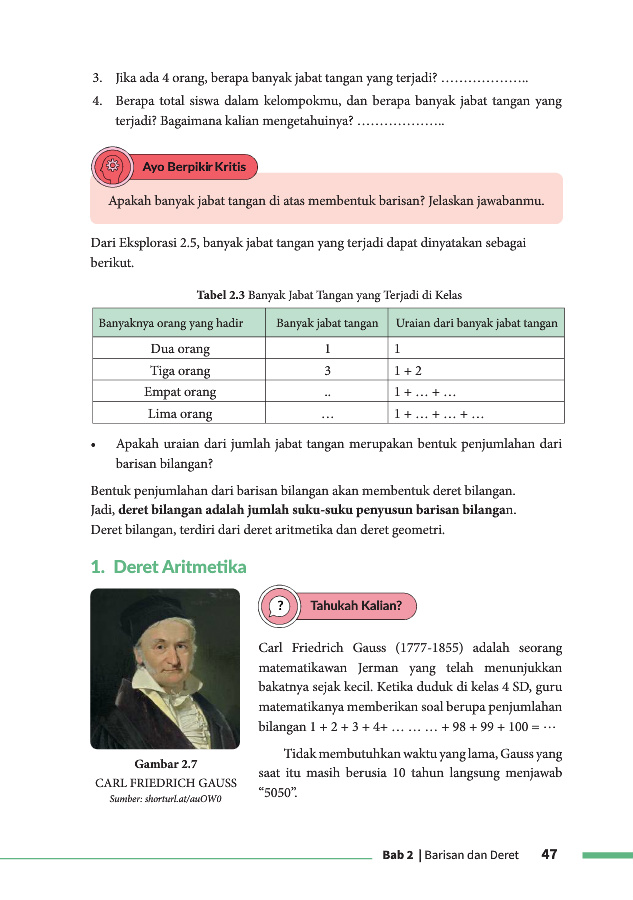 3. Jika ada 4 orang, berapa banyak jabat tangan yang terjadi? ………………..
4. Berapa total siswa dalam kelompokmu, dan berapa banyak jabat tangan yang
terjadi? Bagaimana kalian mengetahuinya? ………………..
Ayo Berpikir Kritis
Apakah banyak jabat tangan di atas membentuk barisan? Jelaskan jawabanmu.
Dari Eksplorasi 2.5, banyak jabat tangan yang terjadi dapat dinyatakan sebagai
berikut.
Tabel 2.3 Banyak Jabat Tangan yang Terjadi di Kelas
Banyaknya orang yang hadir Banyak jabat tangan Uraian dari banyak jabat tangan
Dua orang 1 1
Tiga orang 3 1 + 2
Empat orang .. 1 + … + …
Lima orang … 1 + … + … + …
• Apakah uraian dari jumlah jabat tangan merupakan bentuk penjumlahan dari
barisan bilangan?
Bentuk penjumlahan dari barisan bilangan akan membentuk deret bilangan.
Jadi, deret bilangan adalah jumlah suku-suku penyusun barisan bilangan.
Deret bilangan, terdiri dari deret aritmetika dan deret geometri.
1. Deret Aritmetika
? Tahukah Kalian?
Carl Friedrich Gauss (1777-1855) adalah seorang
matematikawan Jerman yang telah menunjukkan
bakatnya sejak kecil. Ketika duduk di kelas 4 SD, guru
matematikanya memberikan soal berupa penjumlahan
bilangan 1 + 2 + 3 + 4+ … … … + 98 + 99 + 100 = ⋯
Tidak membutuhkan waktu yang lama, Gauss yang
saat itu masih berusia 10 tahun langsung menjawab
“5050”.
Gambar 2.7
CARL FRIEDRICH GAUSS
Sumber: shorturl.at/auOW0
Bab 2 | Barisan dan Deret 47